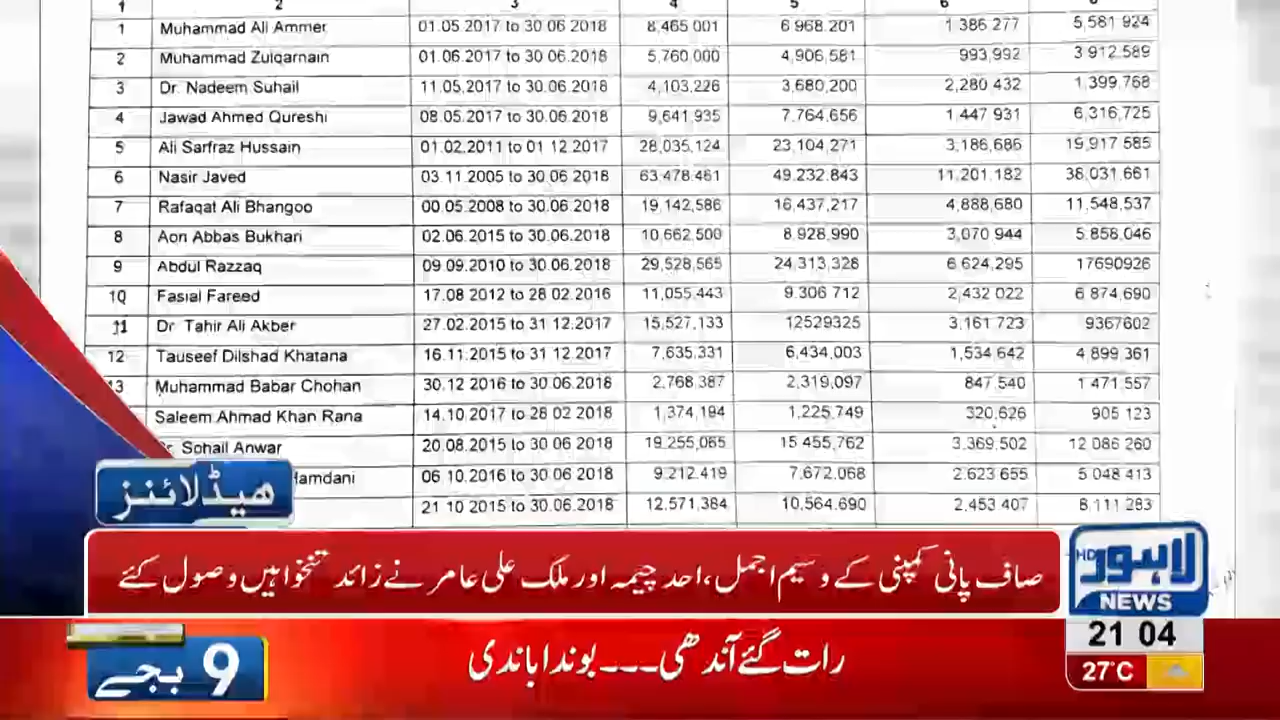 1 2 3 4 5 6
1 Muhammad Ali Ammer 01.05.2017 to 30 06.2018 8,465 001 6 968.201 1 386 277 5,581 924
2 Muhammad Zulqarnain 01.06.2017 to 30 06.2018 5,760 000 4,906,581 993,992 3 912.589
3 Dr. Nadeem Suhail 11.05.2017 to 30.06.2018 4,103,226 3,680,200 2,280 432 1,399.768
4 Jawad Ahmed Qureshi 08.05.2017 to 30.06.2018 9,641,935 7.764,656 1 447 931 6,316,725
5 Ali Sarfraz Hussain 01.02.2011 to 01 12.2017 28,035,124 23,104,271 3,186,686 19,917 585
6 Nasir Javed 03 11.2005 to 30.06 2018 63 478.461 49,232,843 11,201.182 38,031,661
7 Rafaqat Ali Bhangoo 00.05.2008 to 30.06 2018 19,142,586 16,437,217 4,888,680 11,548,537
8 Aon Abbas Bukhari 02.06.2015 to 30.06.2018 10,662,500 8,928,990 3,070 944 5.858,046
9 Abdul Razzaq 09.09.2010 to 30.06.2018 29,528,565 24,313,328 6 624,295 17690926
10 Fasial Fareed 17.08 2012 to 28 02.2016 11,055,443 9.306 712 2,432 022 6 874,690
11 Dr Tahir Ali Akber 27.02.2015 to 31 12.2017 15,527,133 12529325 3,161 723 9367602
12 Tauseef Dilshad Khatana 16.11.2015 to 31 12.2017 7,635,331 6,434,003 1,534 642 4,899 361
13 Muhammad Babar Chohan 30.12 2016 to 30 06.2018 2,768,387 2,319,097 847 540 1 471,557
Saleem Ahmad Khan Rana 14.10.2017 to 28 02 2018 1,374,194 1,225,749 320,626 905 123
Sohail Anwar 20.08.2015 to 30 06 2018 19,255,065 15 455,762 3.369,502 12 086 260
06 10.2016 to 30 06.2018 9.212.419 7,672,068 2.623 655 5 048 413
21 10 2015 to 30.06.2018 12.571,384 10,564,690 2,453 407 8,111 283
ہیڈلائنز
صاف پانی کمپنی کے وسیم اجمل، احد چیمہ اور ملک علی عامر نے زائد تنخواہیں وصول کئے
HD لاہور
NEWS
21 04
27°C
9 بجے
رات گئے آندھی۔۔۔بوندا باندی